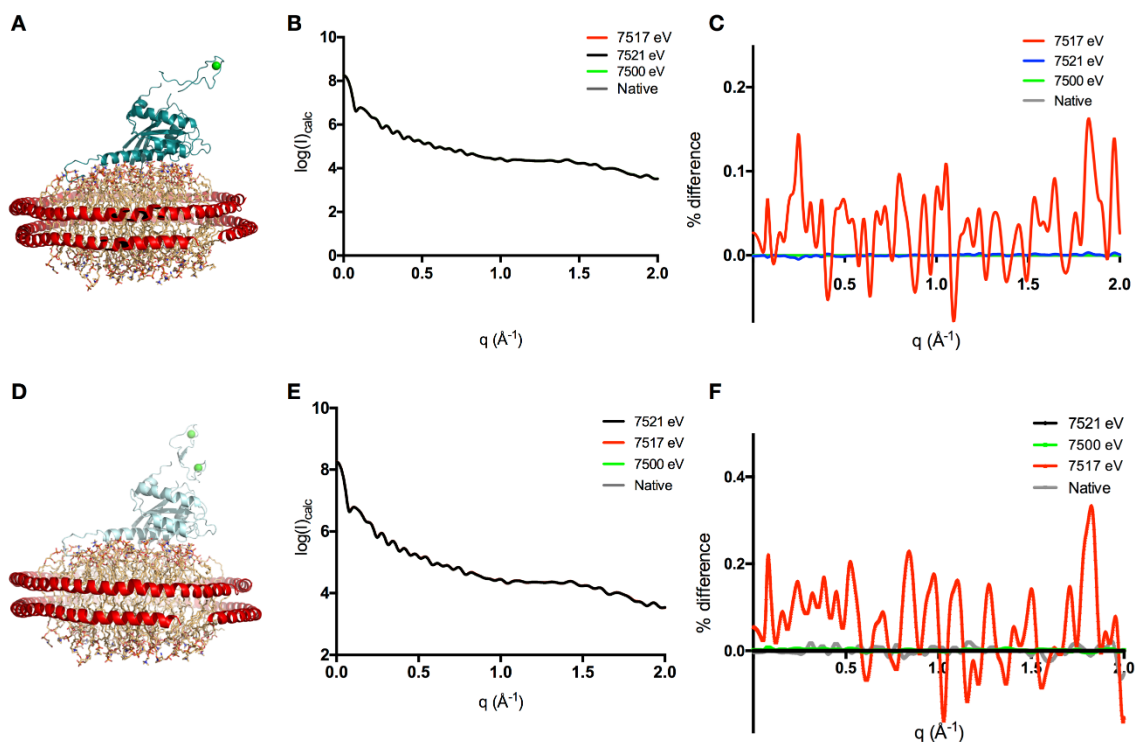 A
B
10
8
6
4
2
0
log(I)calc
0.0
0.5
1.0
1.5
2.0
q (Å-1)
7517 eV
7521 eV
7500 eV
Native
C
0.2
0.1
0.0
% difference
0.5
1.0
1.5
2.0
q (Å-1)
7517 eV
7521 eV
7500 eV
Native
D
E
10
8
6
4
2
log(I)calc
0.0
0.5
1.0
1.5
2.0
q (Å-1)
7521 eV
7517 eV
7500 eV
Native
F
0.4
0.2
0.0
% difference
0.5
1.0
1.5
2.0
q (Å-1)
7521 eV
7500 eV
7517 eV
Native